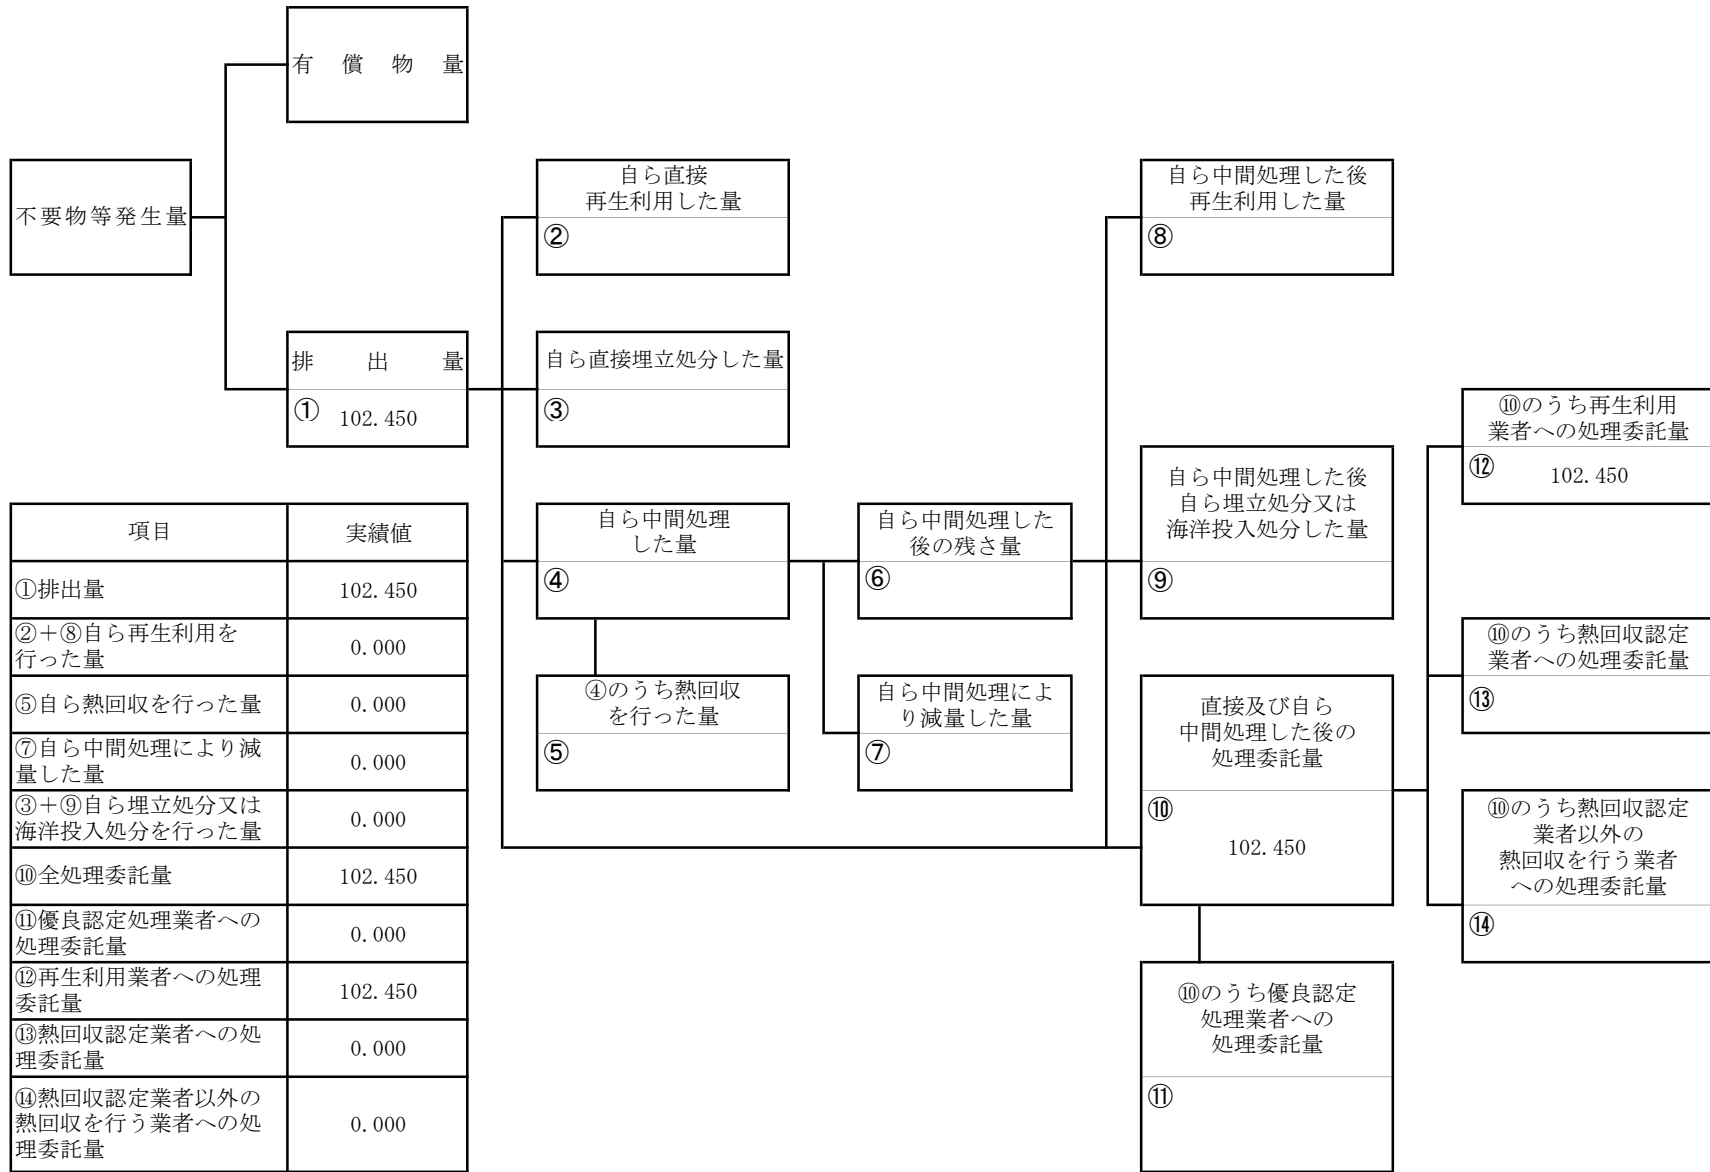 有償物量
不要物等発生量
排出量
① 102.450
自ら直接
再生利用した量
②
自ら直接埋立処分した量
③
自ら中間処理
した量
④
④のうち熱回収
を行った量
⑤
自ら中間処理した
後の残さ量
⑥
自ら中間処理によ
り減量した量
⑦
自ら中間処理した後
再生利用した量
⑧
自ら中間処理した後
自ら埋立処分又は
海洋投入処分した量
⑨
直接及び自ら
中間処理した後の
処理委託量
⑩
102.450
⑩のうち優良認定
処理業者への
処理委託量
⑪
⑩のうち再生利用
業者への処理委託量
⑫ 102.450
⑩のうち熱回収認定
業者への処理委託量
⑬
⑩のうち熱回収認定
業者以外の
熱回収を行う業者
への処理委託量
⑭
項目 実績値
①排出量 102.450
②＋⑧自ら再生利用を
行った量 0.000
⑤自ら熱回収を行った量 0.000
⑦自ら中間処理により減
量した量 0.000
③＋⑨自ら埋立処分又は
海洋投入処分を行った量 0.000
⑩全処理委託量 102.450
⑪優良認定処理業者への
処理委託量 0.000
⑫再生利用業者への処理
委託量 102.450
⑬熱回収認定業者への処
理委託量 0.000
⑭熱回収認定業者以外の
熱回収を行う業者への処
理委託量 0.000